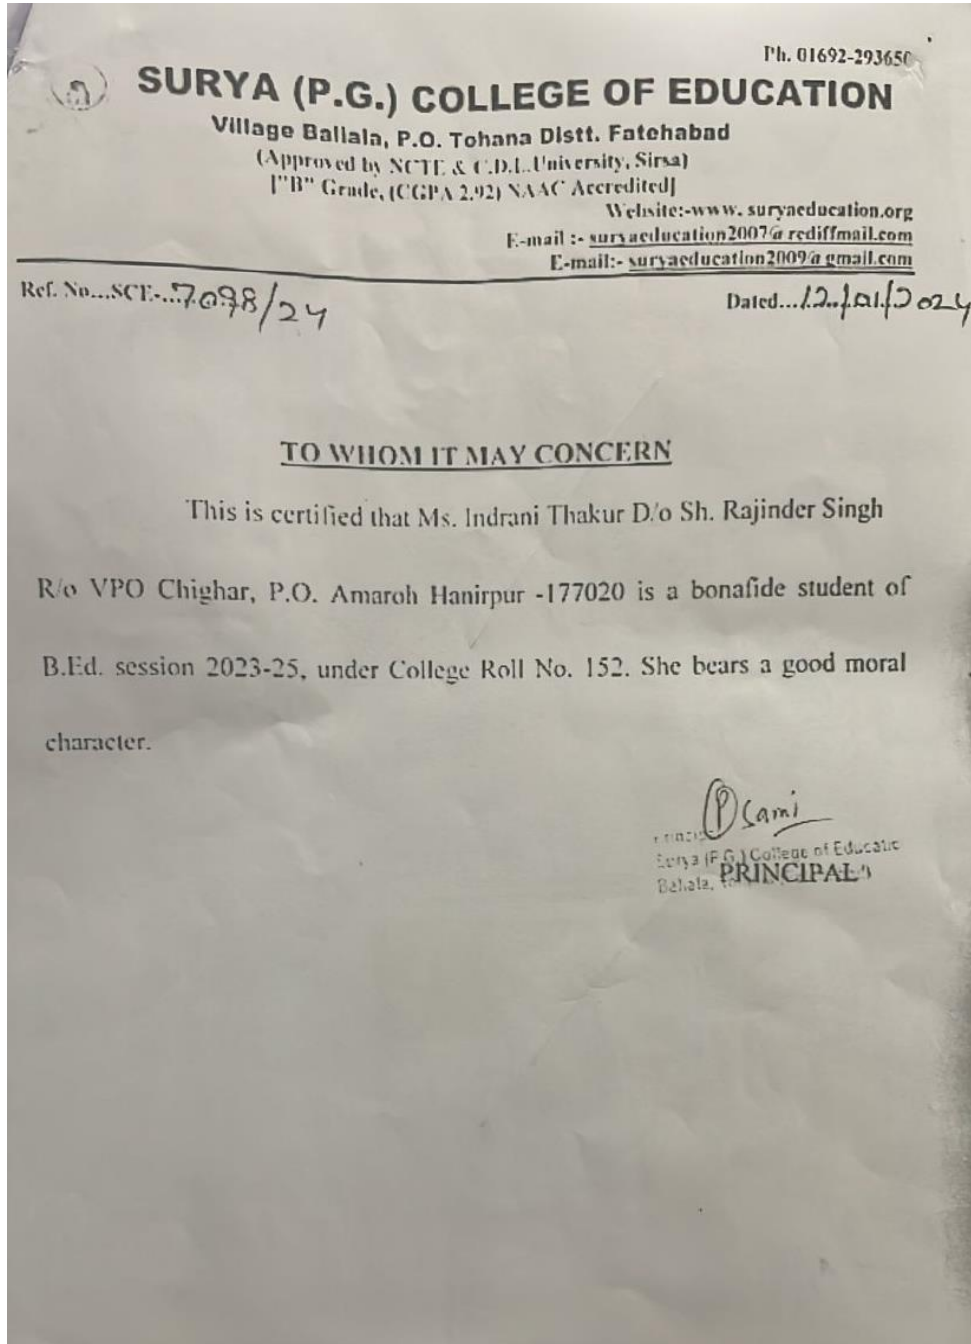 Ph. 01692-293650
SURYA (P.G.) COLLEGE OF EDUCATION
Village Ballala, P.O. Tohana Distt. Fatehabad
(Approved by NCTE & C.D.L. University, Sirsa)
["B" Grade, (CGPA 2.92) NAAC Accredited]
Website:-www. suryaeducation.org
E-mail :- suryaeducation2007@rediffmail.com
E-mail:- suryaeducation2009@gmail.com
Ref. No...SCE-...7098/24
Dated...12/01/2024
TO WHOM IT MAY CONCERN
This is certified that Ms. Indrani Thakur D/o Sh. Rajinder Singh
R/o VPO Chighar, P.O. Amaroh Hanirpur -177020 is a bonafide student of
B.Ed. session 2023-25, under College Roll No. 152. She bears a good moral
character.
Surya (P.G.) College of Educatio
PRINCIPAL